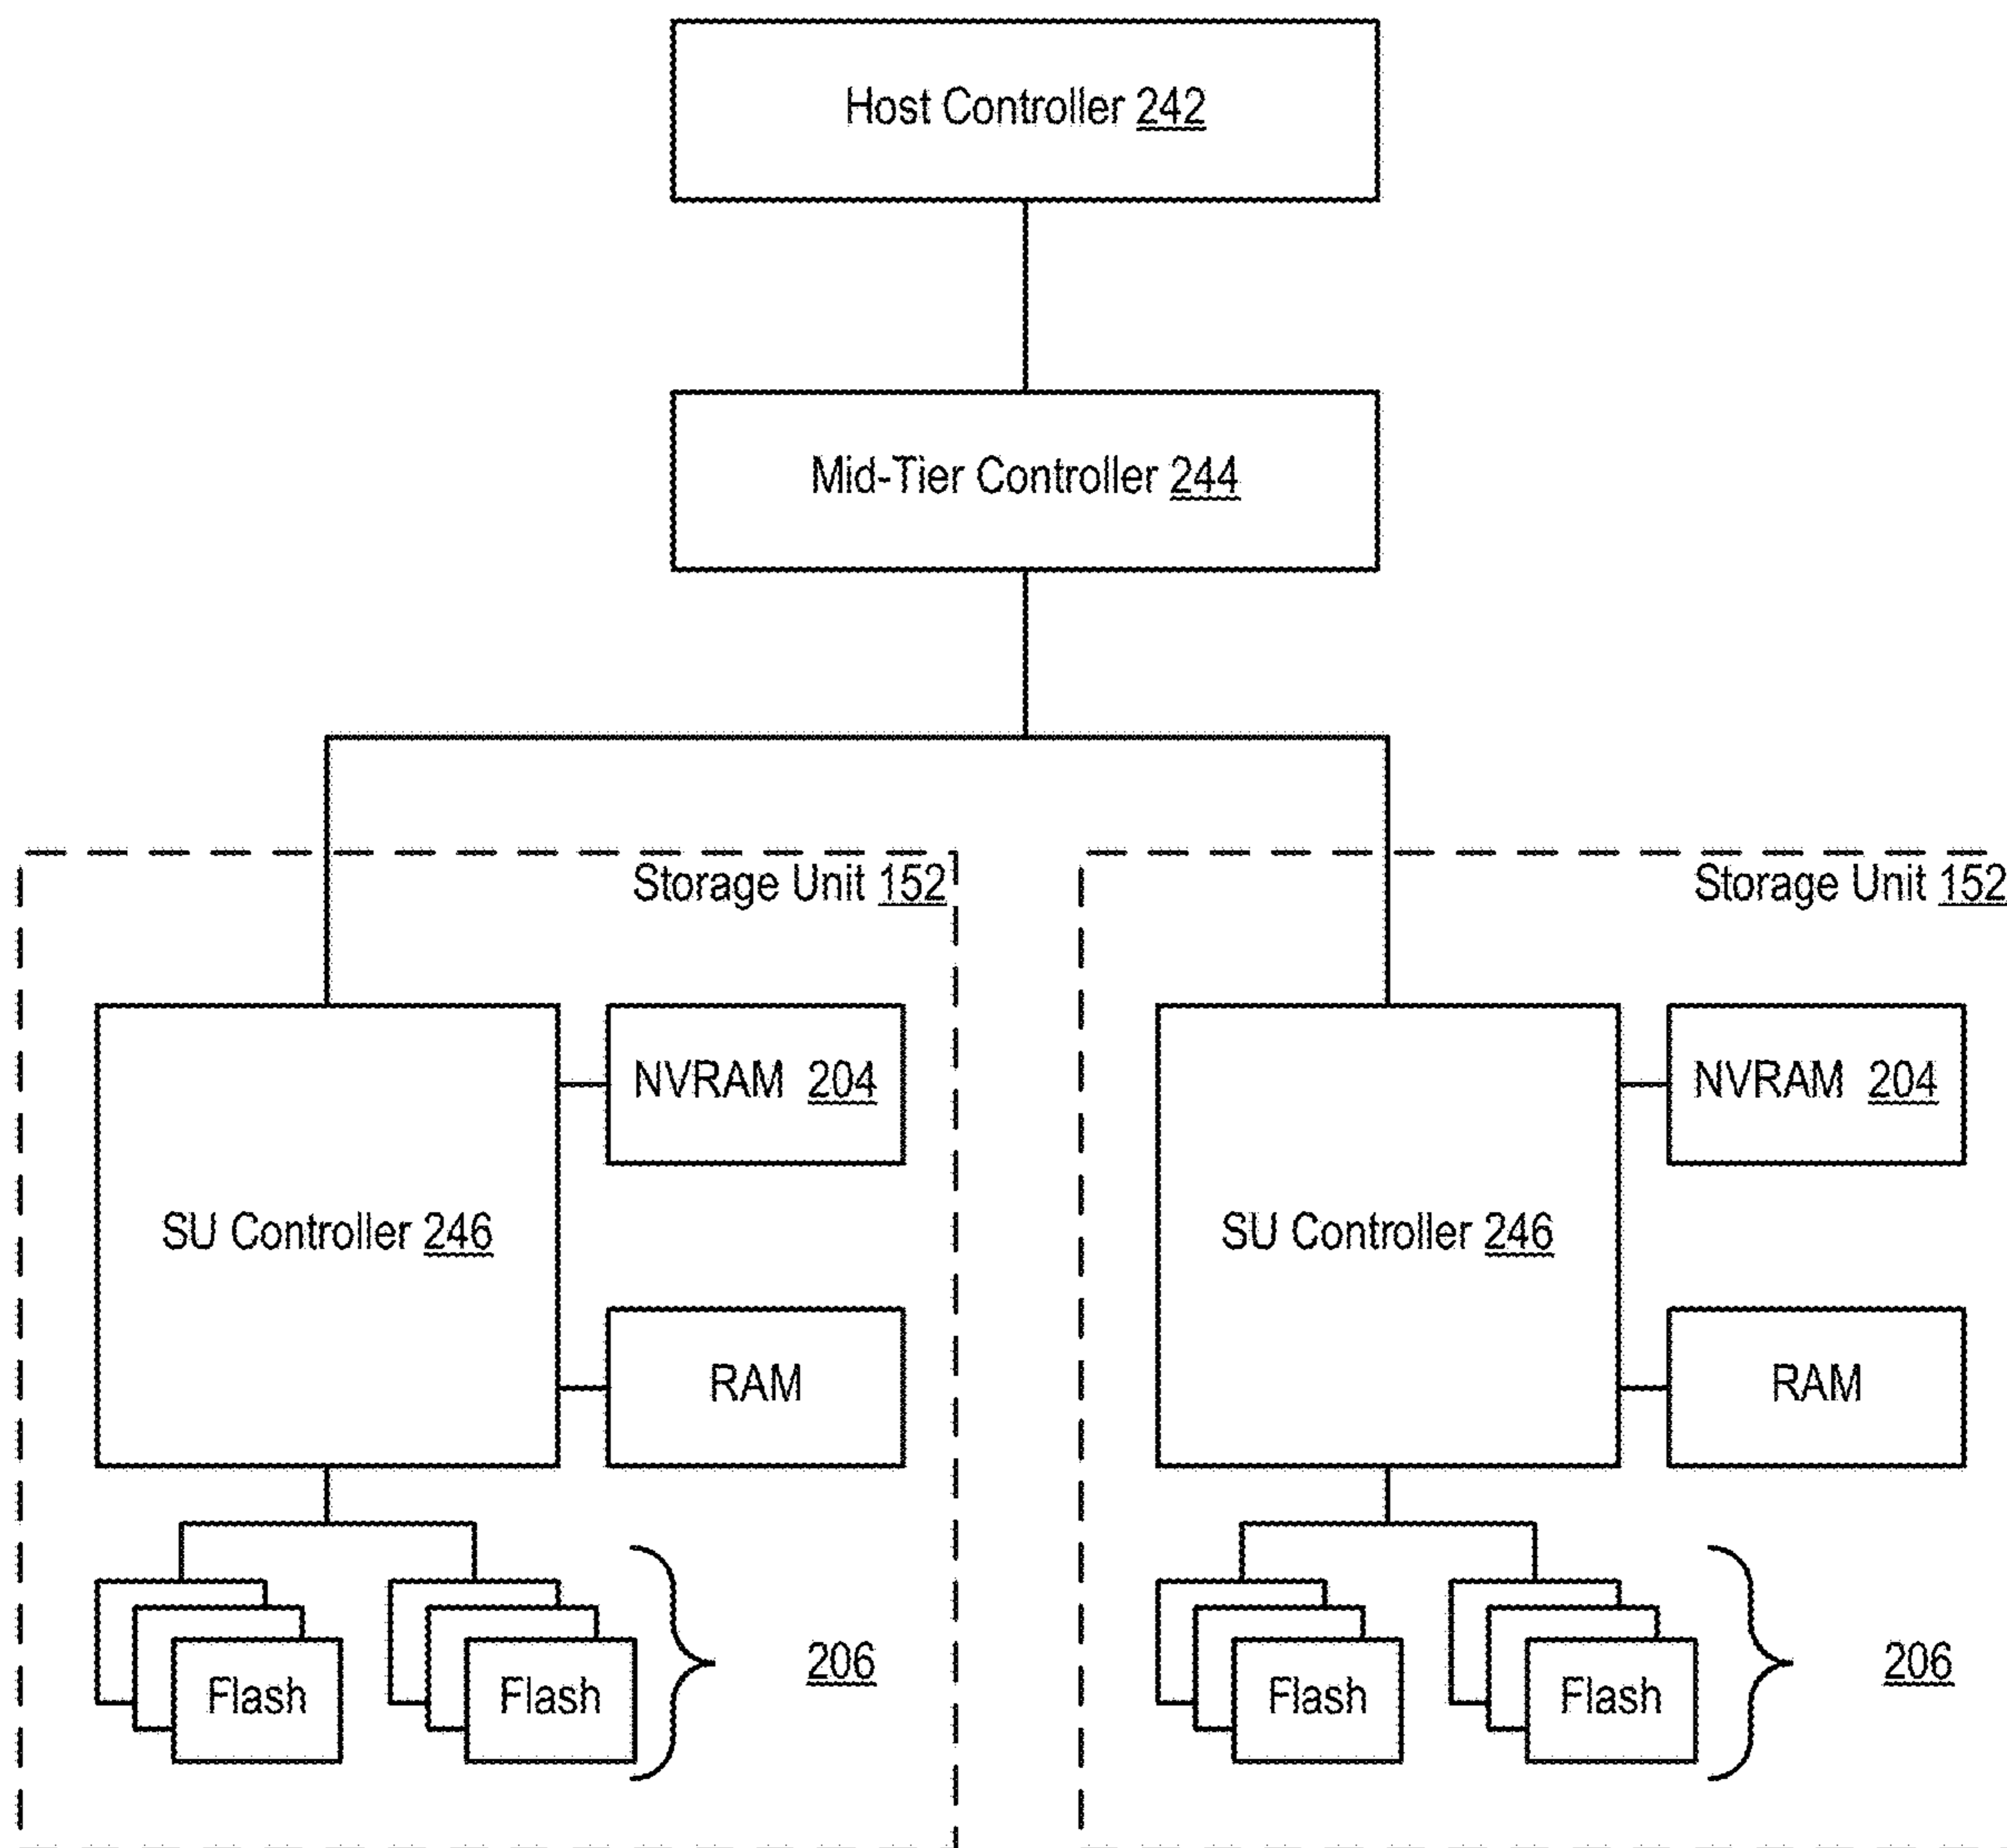 Host Controller 242
Mid-Tier Controller 244
Storage Unit 152
NVRAM 204
SU Controller 246
RAM
Flash
Flash
206
Storage Unit 152
NVRAM 204
SU Controller 246
RAM
Flash
Flash
206